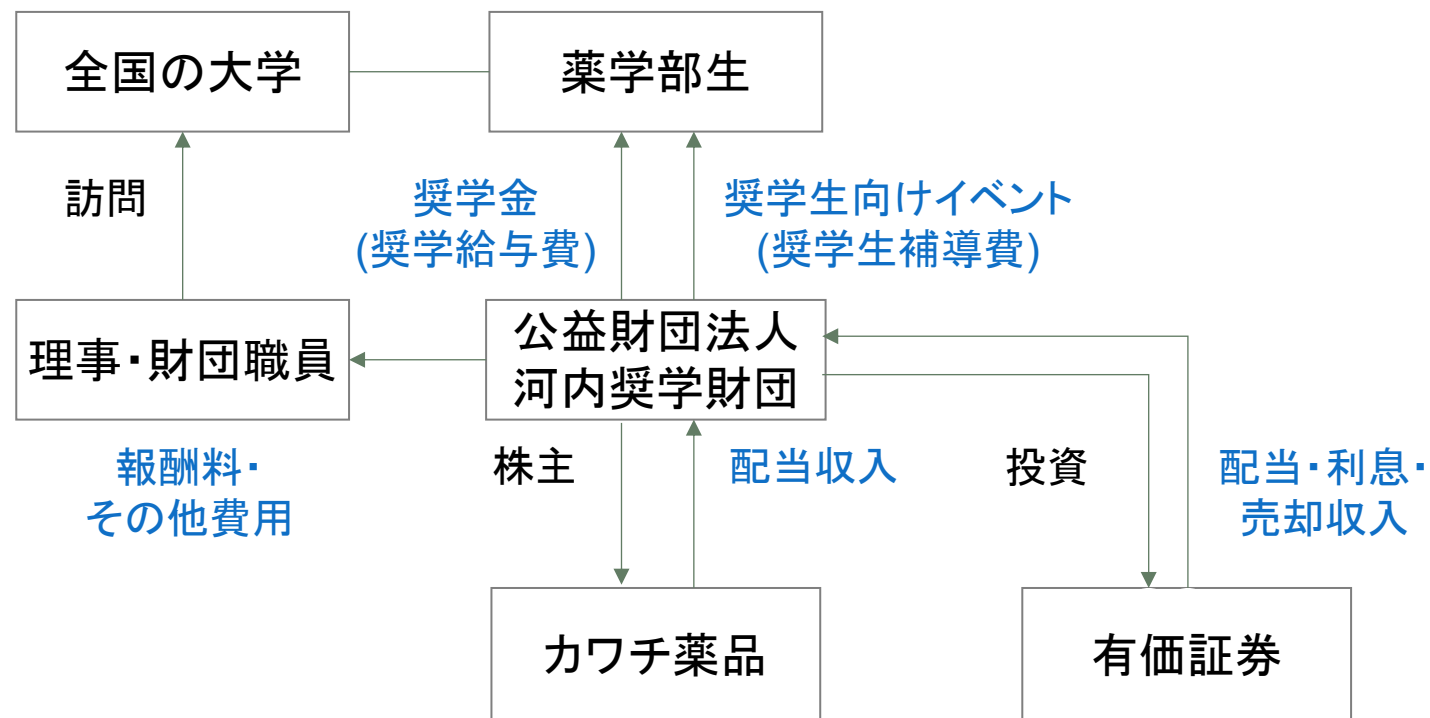 全国の大学
薬学部生
訪問
奨学金
(奨学給与費)
奨学生向けイベント
(奨学生補導費)
理事・財団職員
公益財団法人
河内奨学財団
報酬料・
その他費用
株主
配当収入
投資
配当・利息・
売却収入
カワチ薬品
有価証券